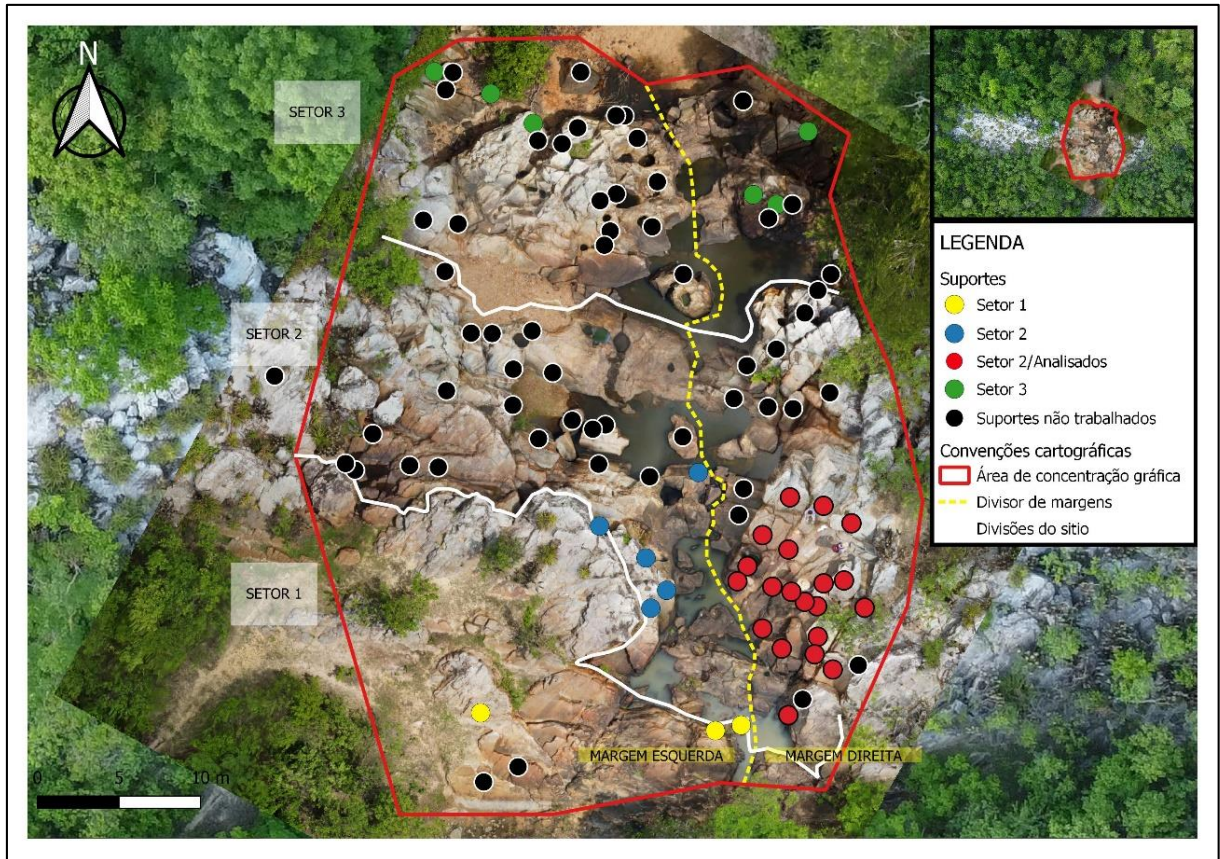 N
SETOR 3
SETOR 2
SETOR 1
MARGEM ESQUERDA
MARGEM DIREITA
0 5 10 m
LEGENDA
Suportes
Setor 1
Setor 2
Setor 2/Analisados
Setor 3
Suportes não trabalhados
Convenções cartográficas
Área de concentração gráfica
Divisor de margens
Divisões do sitio